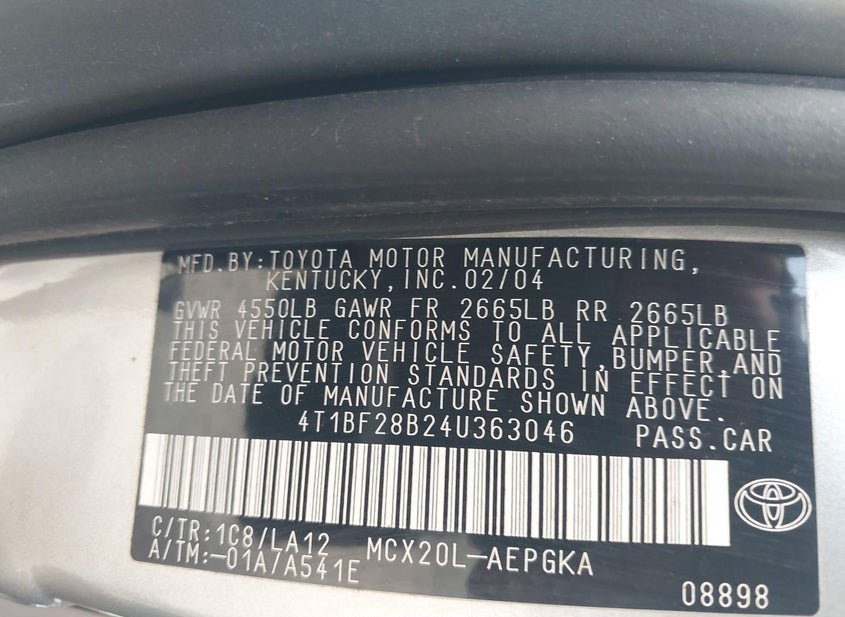 MFD.BY:TOYOTA MOTOR MANUFACTURING,
KENTUCKY,INC.02/04
GVWR 4550LB GAWR FR 2665LB RR 2665LB
THIS VEHICLE CONFORMS TO ALL APPLICABLE
FEDERAL MOTOR VEHICLE SAFETY,BUMPER,AND
THEFT PREVENTION STANDARDS IN EFFECT ON
THE DATE OF MANUFACTURE SHOWN ABOVE.
4T1BF28B24U363046 PASS.CAR
C/TR:1C8/LA12 MCX20L-AEPGKA
A/TM:-01A/A541E
08898